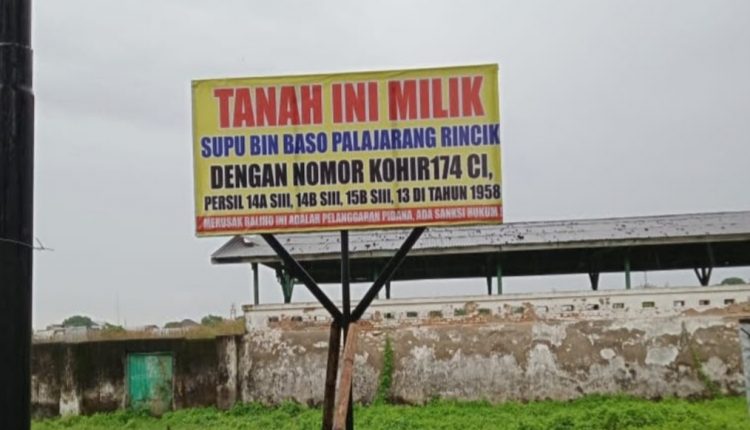 TANAH INI MILIK
SUPU BIN BASO PALAJARANG RINCIK
DENGAN NOMOR KOHIR174 CI,
PERSIL 14A SIII, 14B SIII, 15B SIII, 13 DI TAHUN 1958
MERUSAK BALIHO INI ADALAH PELANGGARAN PIDANA, ADA SANKSI HUKUM !